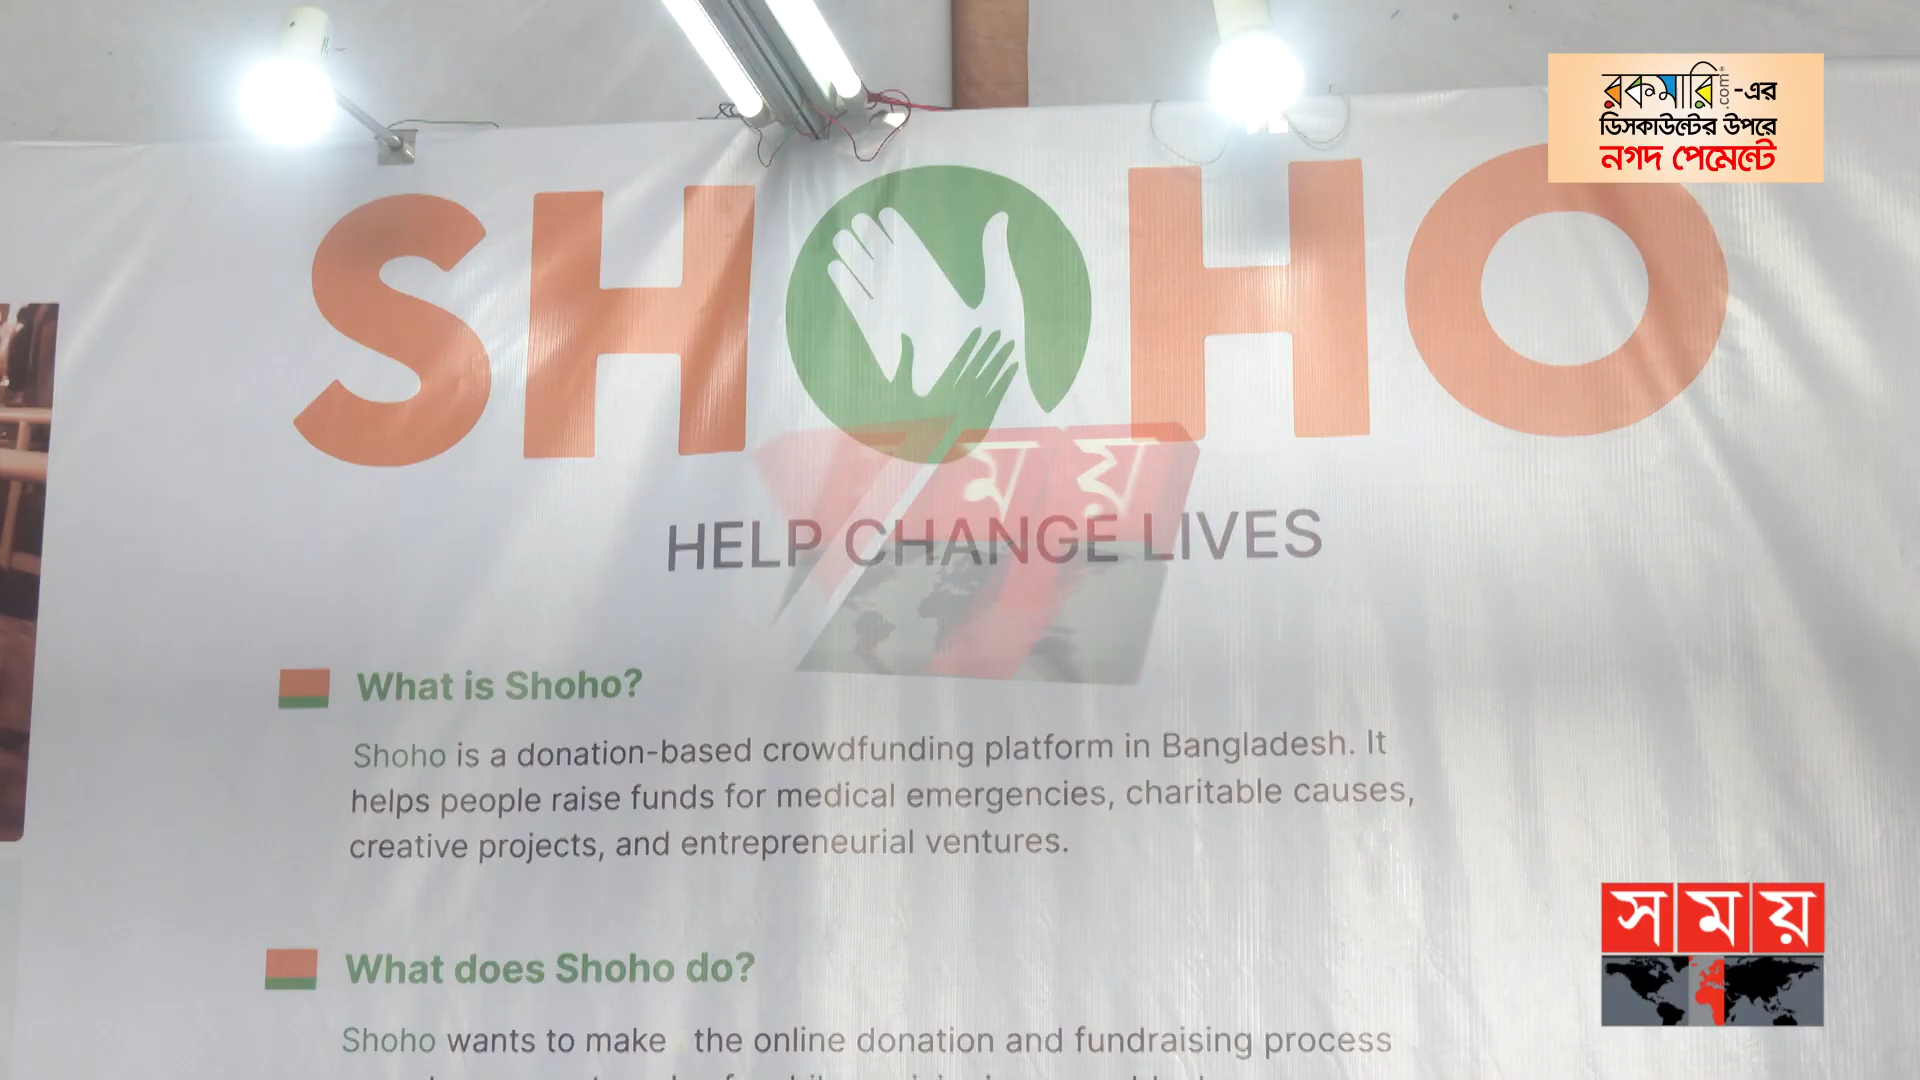 SHOHO
HELP CHANGE LIVES
What is Shoho?
Shoho is a donation-based crowdfunding platform in Bangladesh. It
helps people raise funds for medical emergencies, charitable causes,
creative projects, and entrepreneurial ventures.
What does Shoho do?
Shoho wants to make the online donation and fundraising process
রকমারি.com-এর
ডিসকাউন্টের উপরে
নগদ পেমেন্টে
ময়
সময়